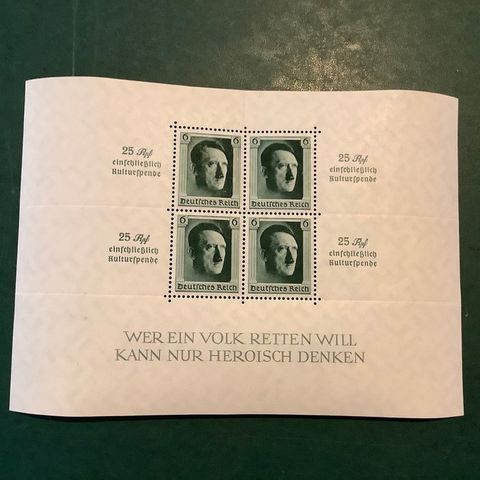 25 Rpf
einschließlich
Kulturspende
6 6
Deutsches Reich
6 6
Deutsches Reich
25 Rpf
einschließlich
Kulturspende
25 Rpf
einschließlich
Kulturspende
6 6
Deutsches Reich
6 6
Deutsches Reich
25 Rpf
einschließlich
Kulturspende
WER EIN VOLK RETTEN WILL
KANN NUR HEROISCH DENKEN